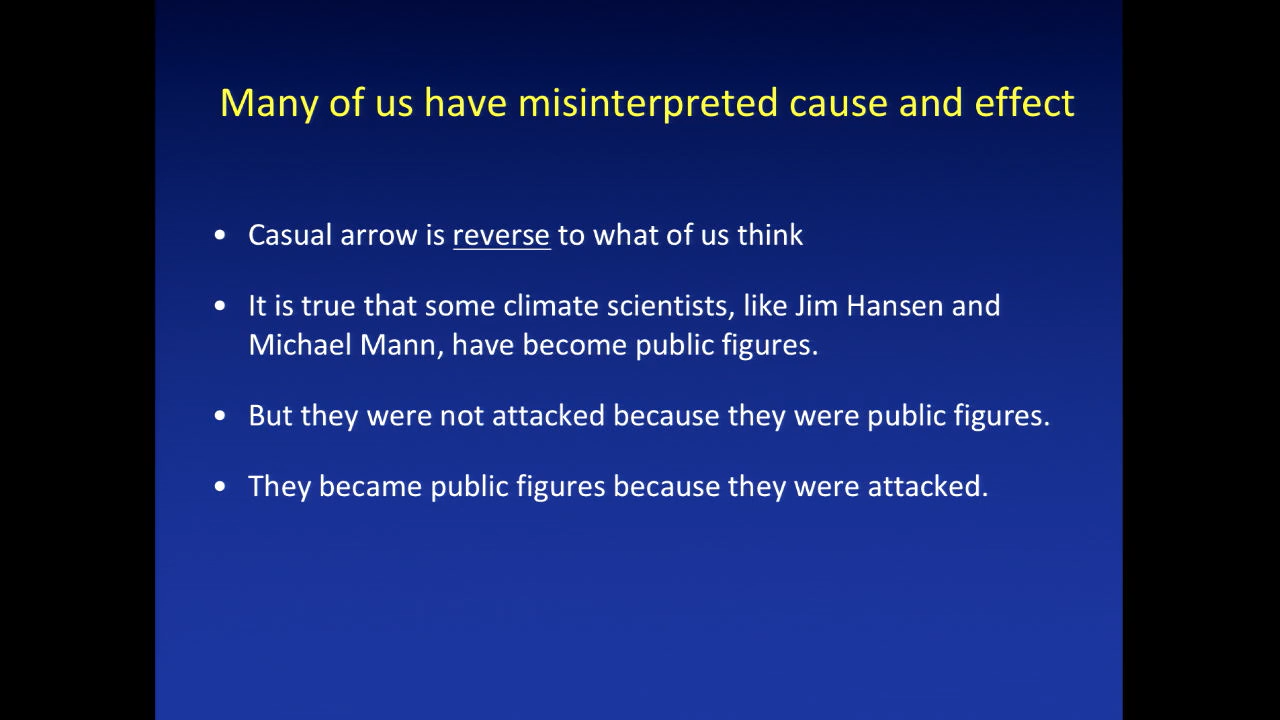 Many of us have misinterpreted cause and effect
• Casual arrow is reverse to what of us think
• It is true that some climate scientists, like Jim Hansen and
Michael Mann, have become public figures.
• But they were not attacked because they were public figures.
• They became public figures because they were attacked.